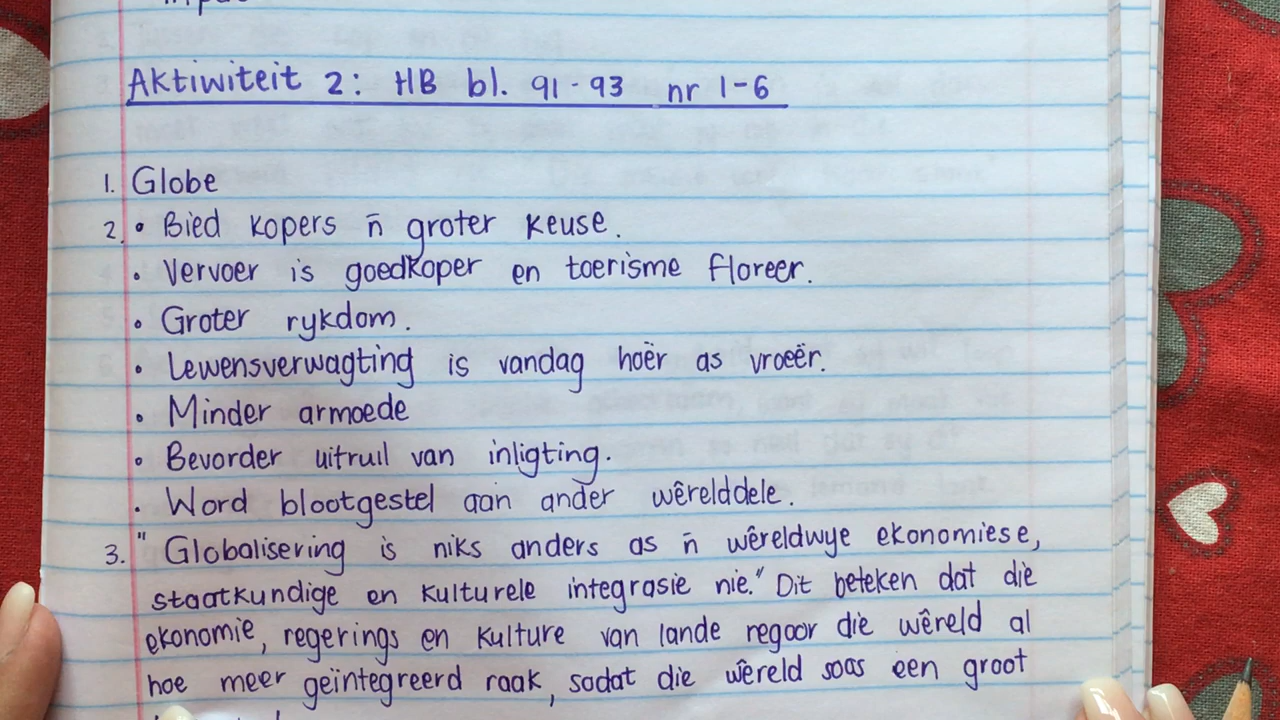 Aktiwiteit 2: HB bl. 91-93 nr 1-6
1. Globe
2. • Bied kopers 'n groter keuse.
• Vervoer is goedkoper en toerisme floreer.
• Groter rykdom.
• Lewensverwagting is vandag hoër as vroeër.
• Minder armoede
• Bevorder uitruil van inligting.
• Word blootgestel aan ander wêrelddele.
3. "Globalisering is niks anders as 'n wêreldwye ekonomiese,
staatkundige en kulturele integrasie nie." Dit beteken dat die
ekonomie, regerings en kulture van lande regoor die wêreld al
hoe meer geïntegreerd raak, sodat die wêreld soos een groot